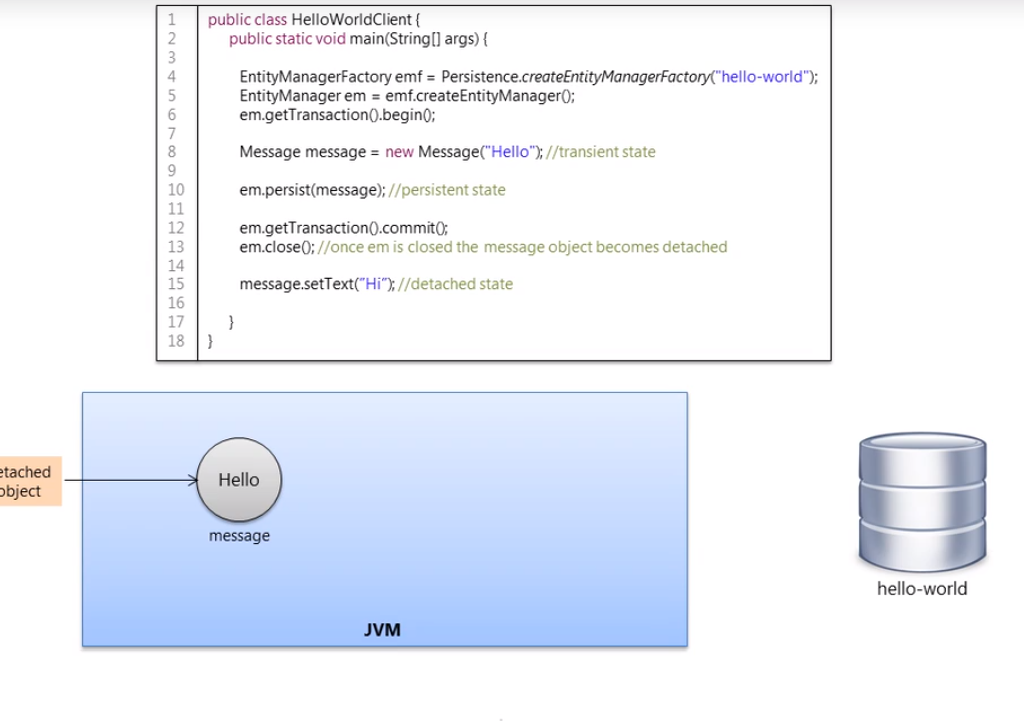 1 public class HelloWorldClient {
2 public static void main(String[] args) {
3
4 EntityManagerFactory emf = Persistence.createEntityManagerFactory("hello-world");
5 EntityManager em = emf.createEntityManager();
6 em.getTransaction().begin();
7
8 Message message = new Message("Hello"); //transient state
9
10 em.persist(message); //persistent state
11
12 em.getTransaction().commit();
13 em.close(); //once em is closed the message object becomes detached
14
15 message.setText("Hi"); //detached state
16
17 }
18 }
etached
object
Hello
message
JVM
hello-world